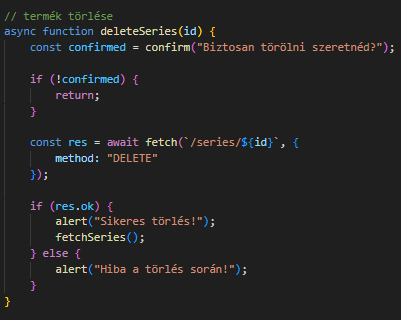 // termék törlése
async function deleteSeries(id) {
    const confirmed = confirm("Biztosan törölni szeretnéd?");
    if (!confirmed) {
        return;
    }
    const res = await fetch(`/series/${id}`, {
        method: "DELETE"
    });
    if (res.ok) {
        alert("Sikeres törlés!");
        fetchSeries();
    } else {
        alert("Hiba a törlés során!");
    }
}